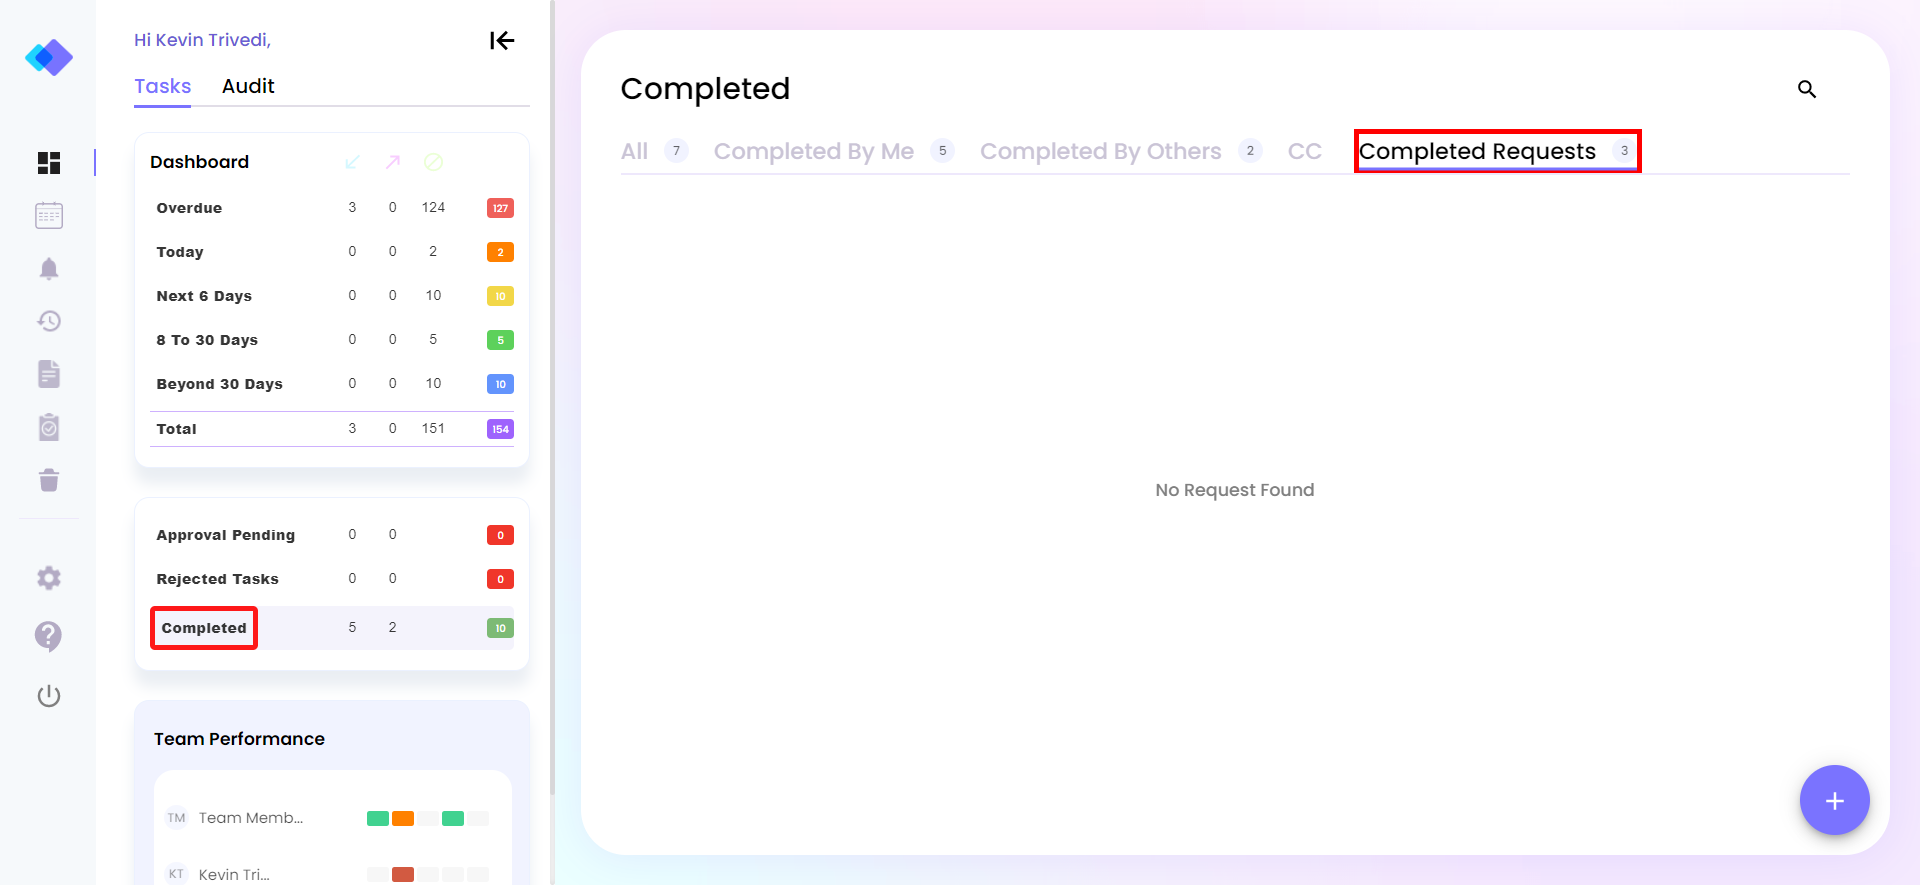 Hi Kevin Trivedi,
Tasks Audit
Dashboard
Overdue 3 0 124 127
Today 0 0 2 2
Next 6 Days 0 0 10 10
8 To 30 Days 0 0 5 5
Beyond 30 Days 0 0 10 10
Total 3 0 151 154
Approval Pending 0 0 0
Rejected Tasks 0 0 0
Completed 5 2 10
Team Performance
TM Team Memb...
KT Kevin Tri...
Completed
All 7 Completed By Me 5 Completed By Others 2 CC Completed Requests 3
No Request Found